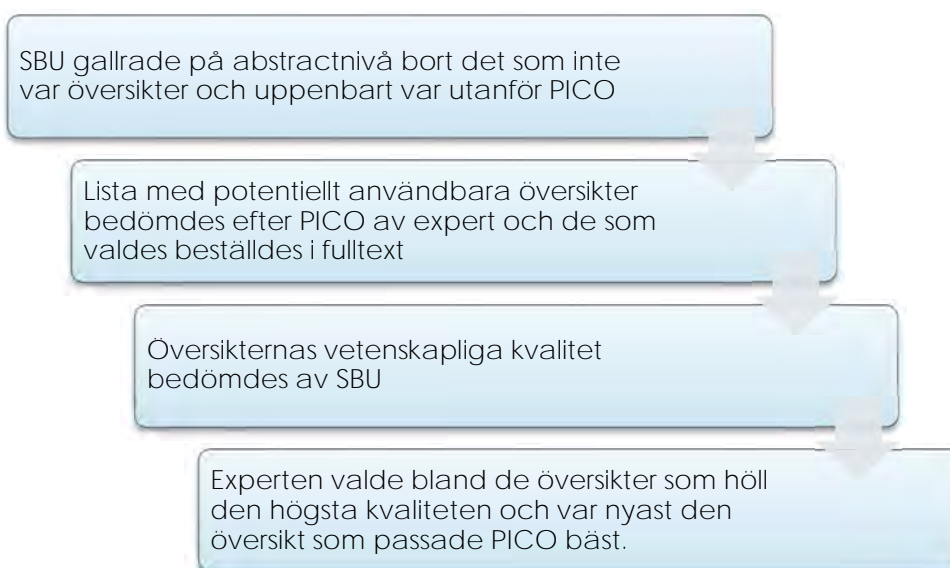 SBU gallrade på abstractnivå bort det som inte
var översikter och uppenbart var utanför PICO
Lista med potentiellt användbara översikter
bedömdes efter PICO av expert och de som
valdes beställdes i fulltext
Översikternas vetenskapliga kvalitet
bedömdes av SBU
Experten valde bland de översikter som höll
den högsta kvaliteten och var nyast den
översikt som passade PICO bäst.